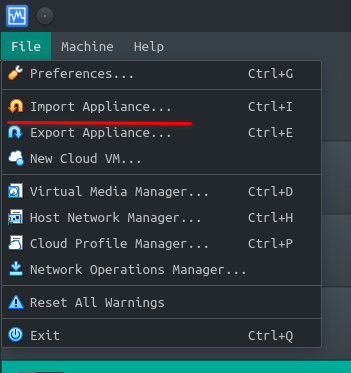 File Machine Help
Preferences... Ctrl+G
Import Appliance... Ctrl+I
Export Appliance... Ctrl+E
New Cloud VM...
Virtual Media Manager... Ctrl+D
Host Network Manager... Ctrl+H
Cloud Profile Manager... Ctrl+P
Network Operations Manager...
Reset All Warnings
Exit Ctrl+Q